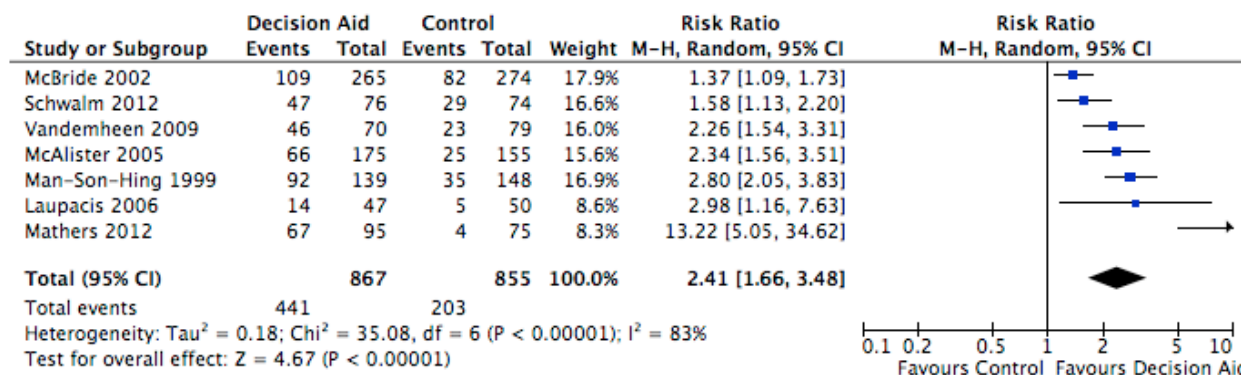 Decision Aid Control Risk Ratio Risk Ratio
Study or Subgroup Events Total Events Total Weight M-H, Random, 95% CI M-H, Random, 95% CI
McBride 2002 109 265 82 274 17.9% 1.37 [1.09, 1.73]
Schwalm 2012 47 76 29 74 16.6% 1.58 [1.13, 2.20]
Vandemheen 2009 46 70 23 79 16.0% 2.26 [1.54, 3.31]
McAlister 2005 66 175 25 155 15.6% 2.34 [1.56, 3.51]
Man-Son-Hing 1999 92 139 35 148 16.9% 2.80 [2.05, 3.83]
Laupacis 2006 14 47 5 50 8.6% 2.98 [1.16, 7.63]
Mathers 2012 67 95 4 75 8.3% 13.22 [5.05, 34.62]
Total (95% CI) 867 855 100.0% 2.41 [1.66, 3.48]
Total events 441 203
Heterogeneity: Tau² = 0.18; Chi² = 35.08, df = 6 (P < 0.00001); I² = 83%
Test for overall effect: Z = 4.67 (P < 0.00001)
0.1 0.2 0.5 1 2 5 10
Favours Control Favours Decision Aid